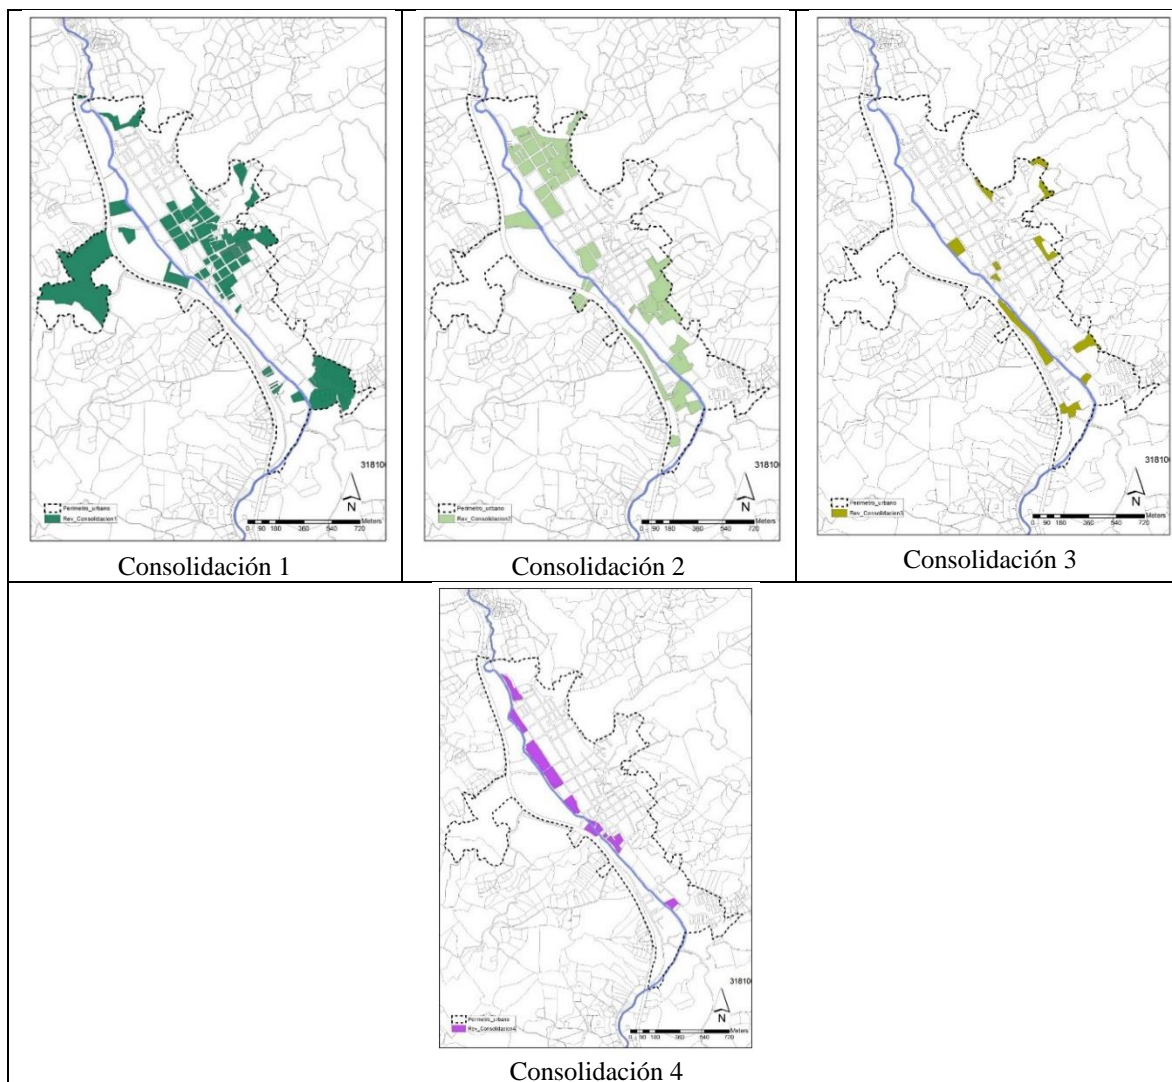 318100
N
Perimetro_urbano
Rev_Consolidacion1
0 90 180 360 540 720
Meters
Consolidación 1
318100
N
Perimetro_urbano
Rev_Consolidacion2
0 90 180 360 540 720
Meters
Consolidación 2
318100
N
Perimetro_urbano
Rev_Consolidacion3
0 90 180 360 540 720
Meters
Consolidación 3
318100
N
Perimetro_urbano
Rev_Consolidacion4
0 90 180 360 540 720
Meters
Consolidación 4